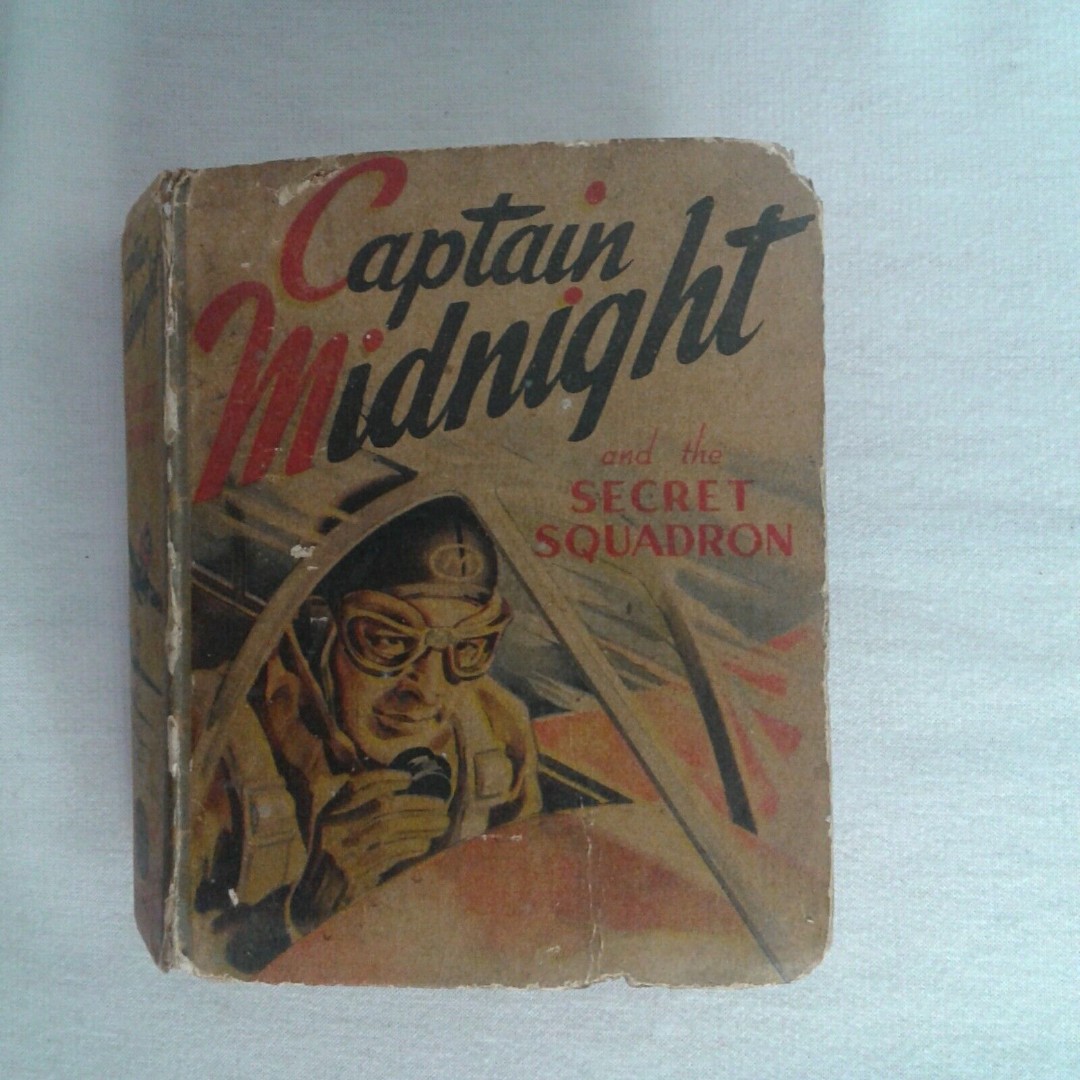 Captain
Midnight
and the
SECRET
SQUADRON
M